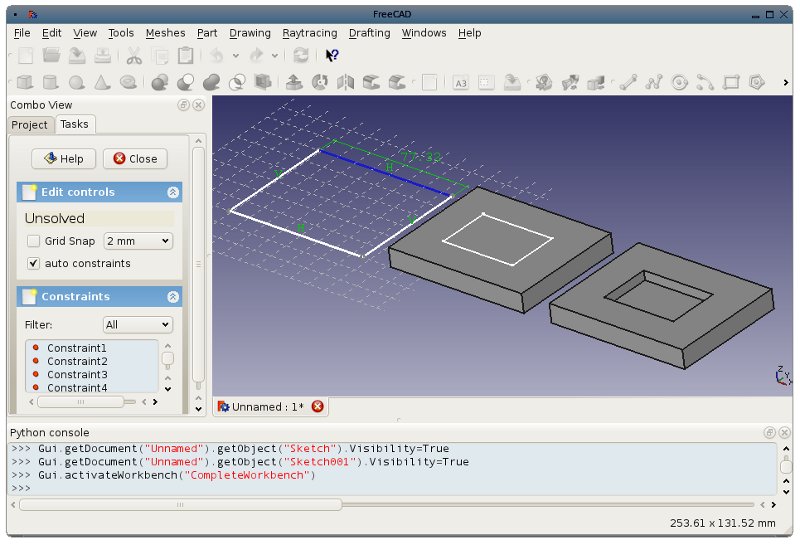 FreeCAD
File Edit View Tools Meshes Part Drawing Raytracing Drafting Windows Help
A3
Combo View
Project Tasks
Help Close
Edit controls
Unsolved
Grid Snap 2 mm
auto constraints
Constraints
Filter: All
Constraint1
Constraint2
Constraint3
Constraint4
77.32
H
V
H
V
Z
Y
Unnamed : 1*
Python console
>>> Gui.getDocument("Unnamed").getObject("Sketch").Visibility=True
>>> Gui.getDocument("Unnamed").getObject("Sketch001").Visibility=True
>>> Gui.activateWorkbench("CompleteWorkbench")
>>>
253.61 x 131.52 mm